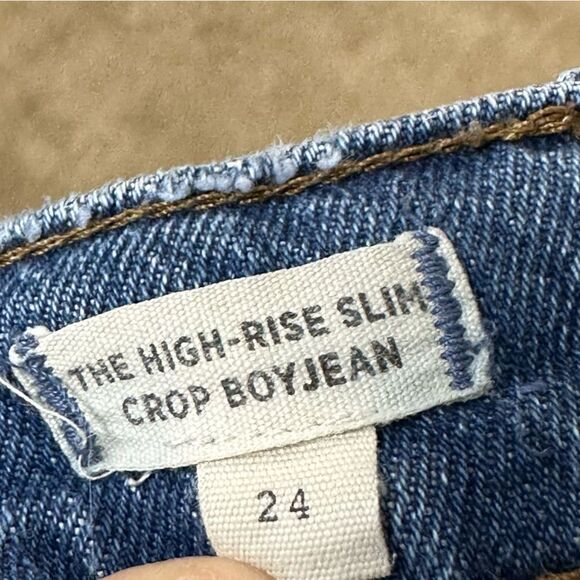 THE HIGH-RISE SLIM
CROP BOYJEAN
24